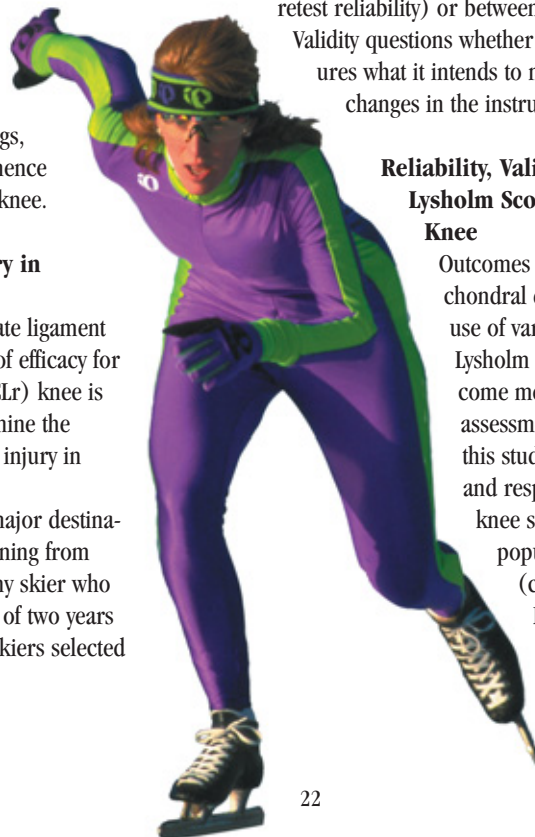 gs,
nence
knee.
ry in
ate ligament
of efficacy for
Lr) knee is
nine the
injury in
najor destina-
ning from
ny skier who
of two years
kiers selected
retest reliability) or between
Validity questions whether
ures what it intends to m
changes in the instru
Reliability, Vali
Lysholm Sco
Knee
Outcomes
chondral
use of var
Lysholm
come me
assessm
this stud
and resp
knee s
popu
(c
22